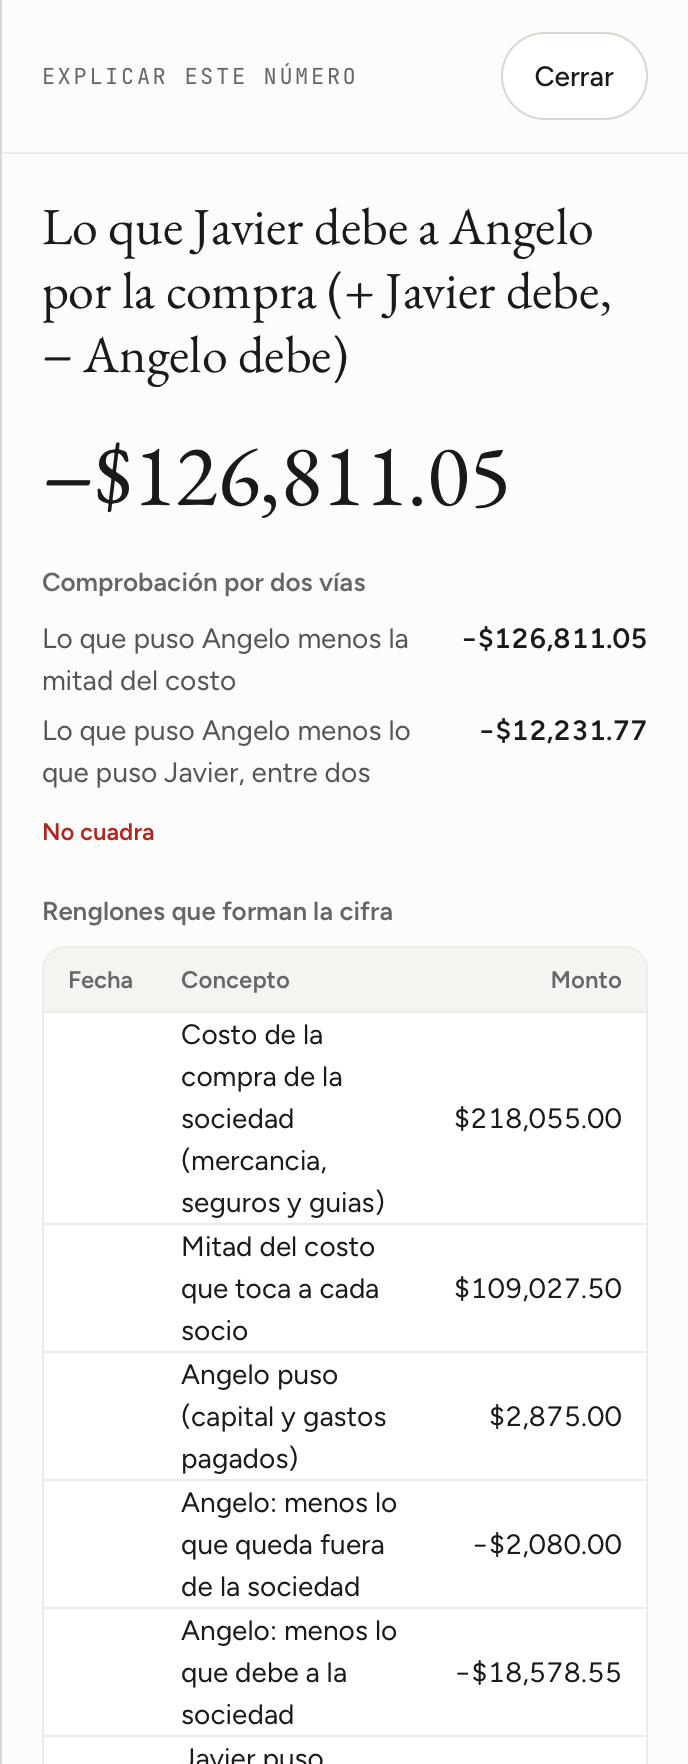 EXPLICAR ESTE NÚMERO
Cerrar
Lo que Javier debe a Angelo
por la compra (+ Javier debe,
− Angelo debe)
−$126,811.05
Comprobación por dos vías
Lo que puso Angelo menos la
mitad del costo
−$126,811.05
Lo que puso Angelo menos lo
que puso Javier, entre dos
−$12,231.77
No cuadra
Renglones que forman la cifra
Fecha Concepto Monto
Costo de la
compra de la
sociedad
(mercancia,
seguros y guias)
$218,055.00
Mitad del costo
que toca a cada
socio
$109,027.50
Angelo puso
(capital y gastos
pagados)
$2,875.00
Angelo: menos lo
que queda fuera
de la sociedad
−$2,080.00
Angelo: menos lo
que debe a la
sociedad
−$18,578.55
Javier puso